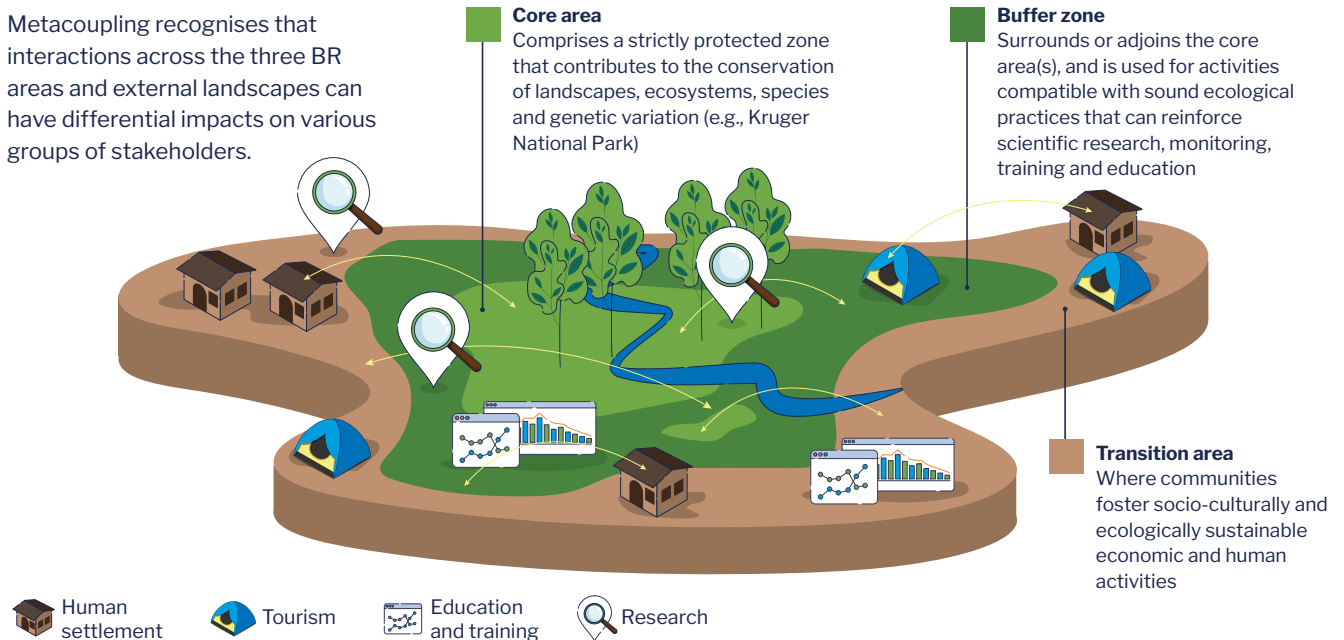 Metacoupling recognises that
interactions across the three BR
areas and external landscapes can
have differential impacts on various
groups of stakeholders.
Core area
Comprises a strictly protected zone
that contributes to the conservation
of landscapes, ecosystems, species
and genetic variation (e.g., Kruger
National Park)
Buffer zone
Surrounds or adjoins the core
area(s), and is used for activities
compatible with sound ecological
practices that can reinforce
scientific research, monitoring,
training and education
Transition area
Where communities
foster socio-culturally and
ecologically sustainable
economic and human
activities
Human
settlement
Tourism
Education
and training
Research